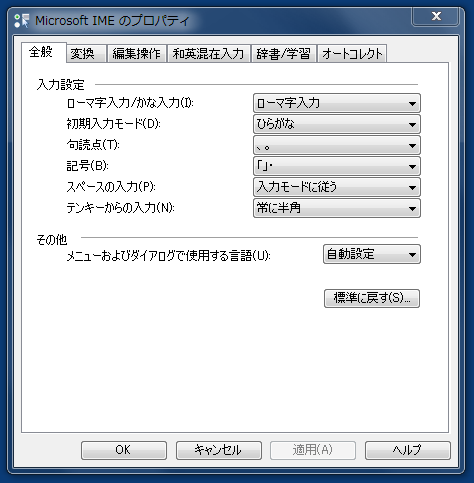 Microsoft IME のプロパティ
全般 変換 編集操作 和英混在入力 辞書/学習 オートコレクト
入力設定
ローマ字入力/かな入力(I): ローマ字入力
初期入力モード(D): ひらがな
句読点(T): 、。
記号(B): 「」・
スペースの入力(P): 入力モードに従う
テンキーからの入力(N): 常に半角
その他
メニューおよびダイアログで使用する言語(U): 自動設定
標準に戻す(S)...
OK キャンセル 適用(A) ヘルプ